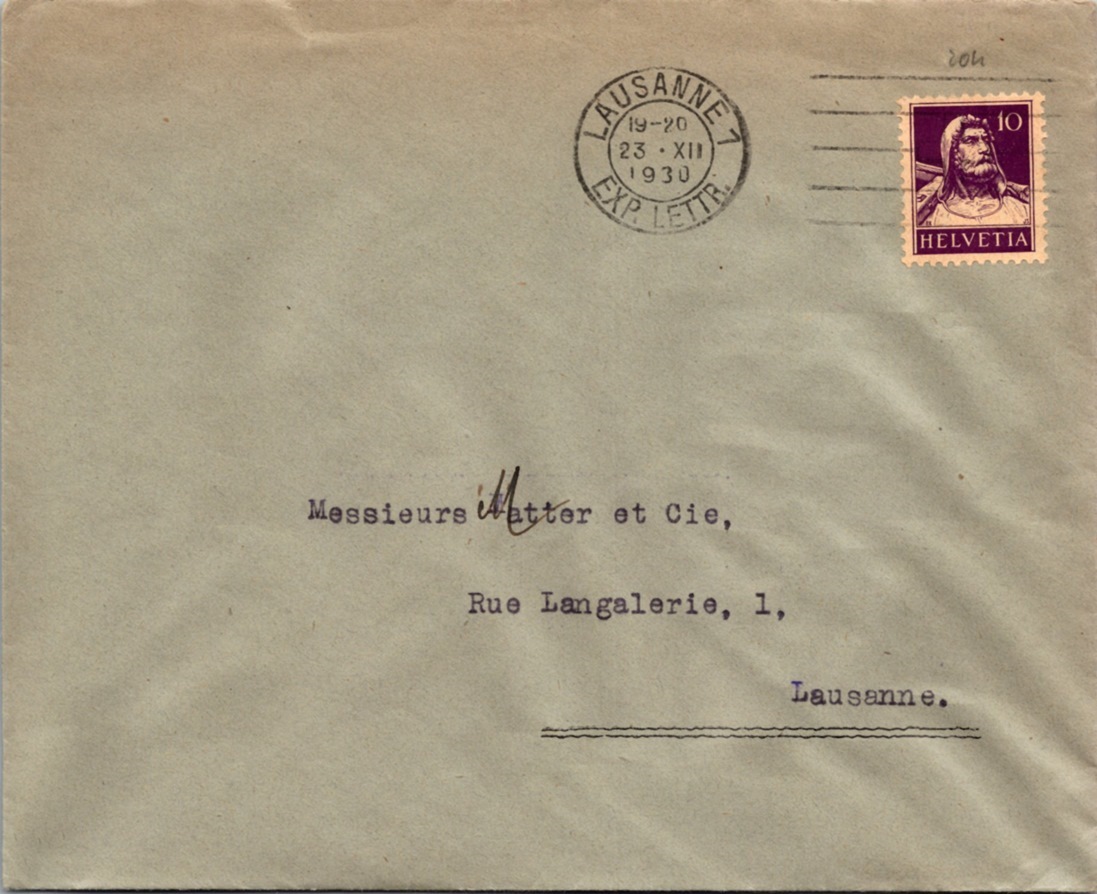 204
LAUSANNE 1
19-20
23 • XII
1930
EXP. LETTR.
10
HELVETIA
Messieurs Matter et Cie,
Rue Langalerie, 1,
Lausanne.